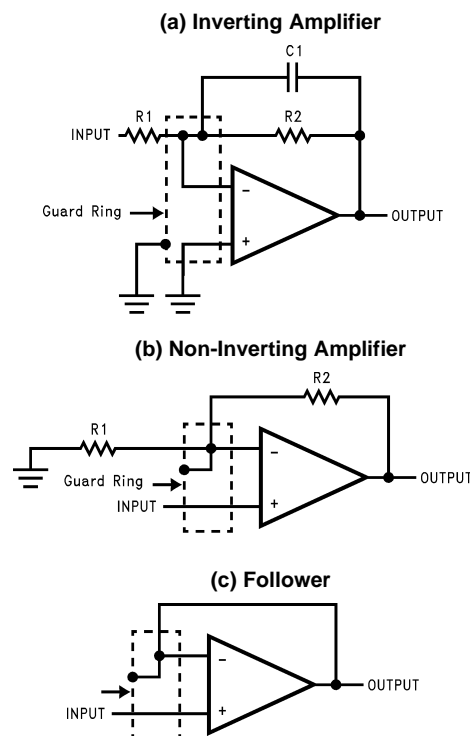 (a) Inverting Amplifier
C1
R1
R2
INPUT
-
Guard Ring
OUTPUT
+
(b) Non-Inverting Amplifier
R2
R1
-
Guard Ring
OUTPUT
INPUT
+
(c) Follower
-
OUTPUT
INPUT
+